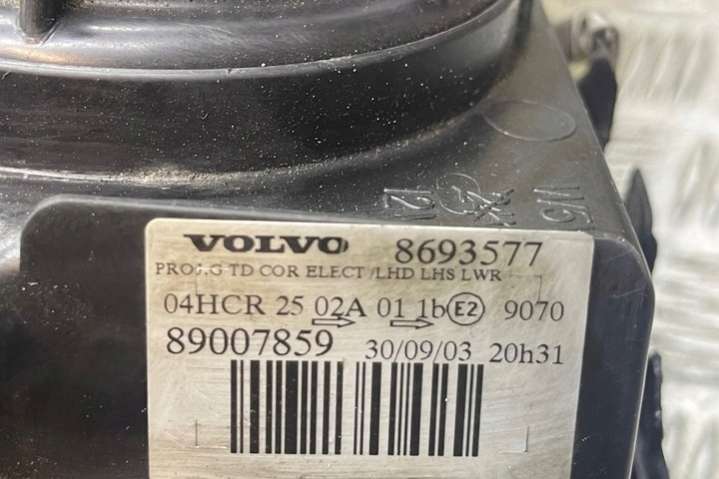 VOLVO 8693577
PROJ.G TD COR ELECT /LHD LHS LWR
04HCR 25 02A 01 1b E2 9070
89007859 30/09/03 20h31